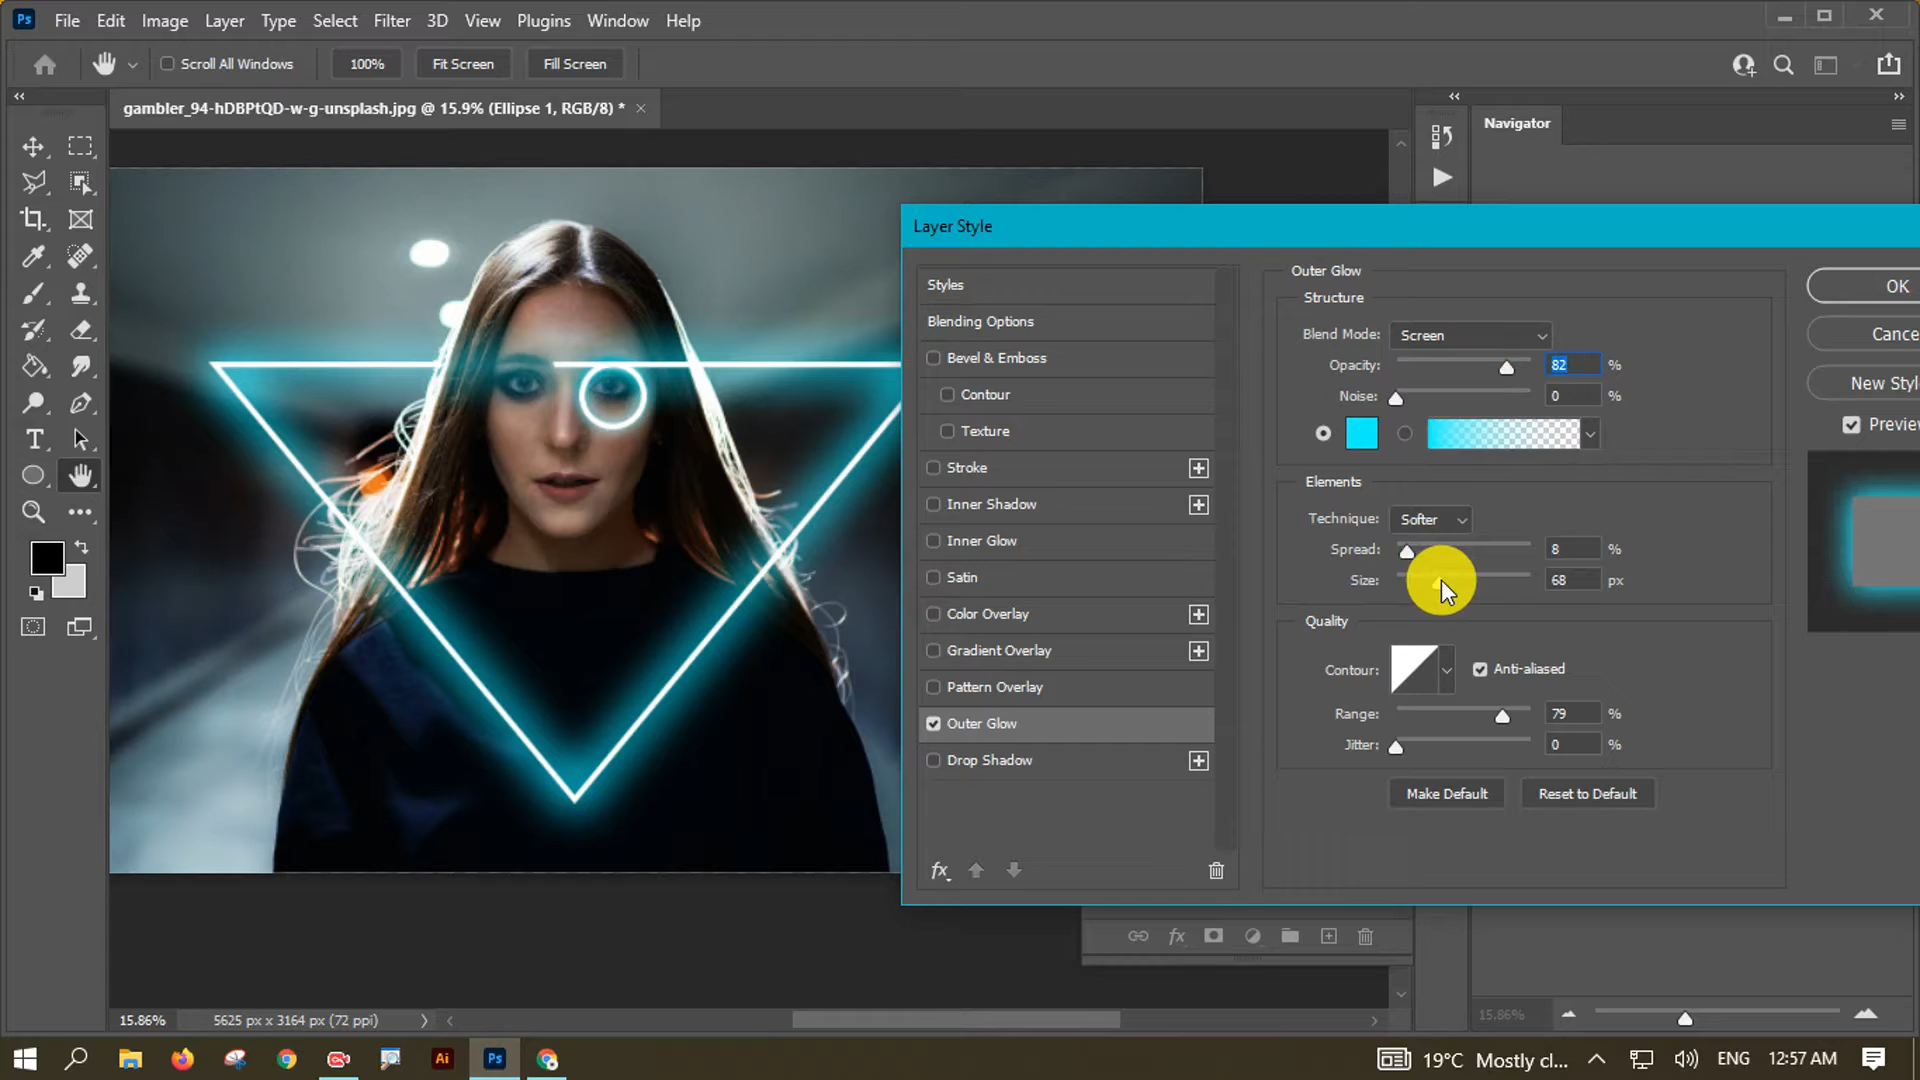 Ps File Edit Image Layer Type Select Filter 3D View Plugins Window Help
Scroll All Windows 100% Fit Screen Fill Screen
gambler_94-hDBPtQD-w-g-unsplash.jpg @ 15.9% (Ellipse 1, RGB/8) *
Navigator
Layer Style
Styles
Blending Options
Bevel & Emboss
Contour
Texture
Stroke
Inner Shadow
Inner Glow
Satin
Color Overlay
Gradient Overlay
Pattern Overlay
Outer Glow
Drop Shadow
fx
Outer Glow
Structure
Blend Mode: Screen
Opacity: 82 %
Noise: 0 %
Elements
Technique: Softer
Spread: 8 %
Size: 68 px
Quality
Contour: Anti-aliased
Range: 79 %
Jitter: 0 %
Make Default Reset to Default
OK
Cance
New Styl
Preview
fx
T
15.86% 5625 px x 3164 px (72 ppi)
15.86%
Ai Ps 19°C Mostly cl... ENG 12:57 AM